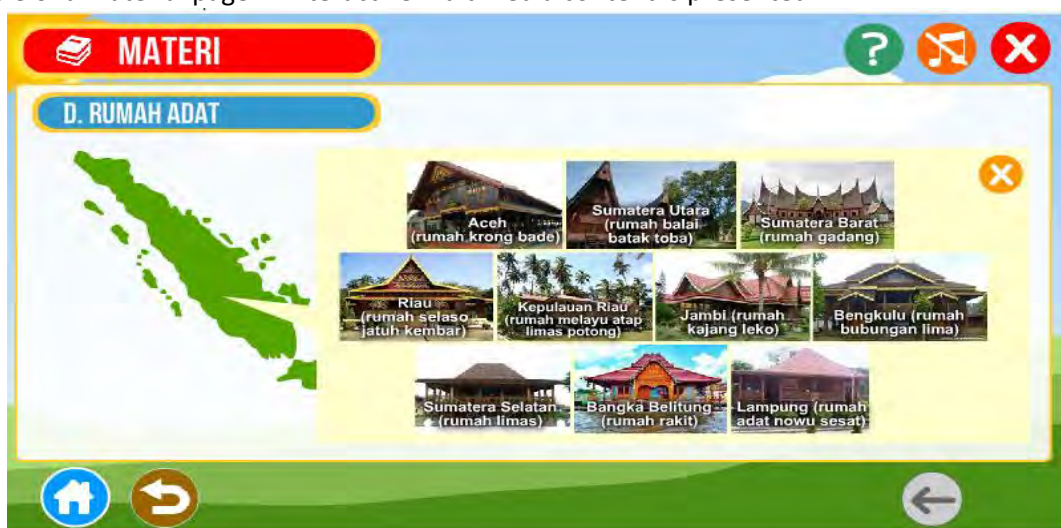 MATERI
?
D. RUMAH ADAT
Aceh
(rumah krong bade)
Sumatera Utara
(rumah balai
batak toba)
Sumatera Barat
(rumah gadang)
Riau
(rumah selaso
jatuh kembar)
Kepulauan Riau
(rumah melayu atap
limas potong)
Jambi (rumah
kajang leko)
Bengkulu (rumah
bubungan lima)
Sumatera Selatan
(rumah limas)
Bangka Belitung
(rumah rakit)
Lampung (rumah
adat nowu sesat)